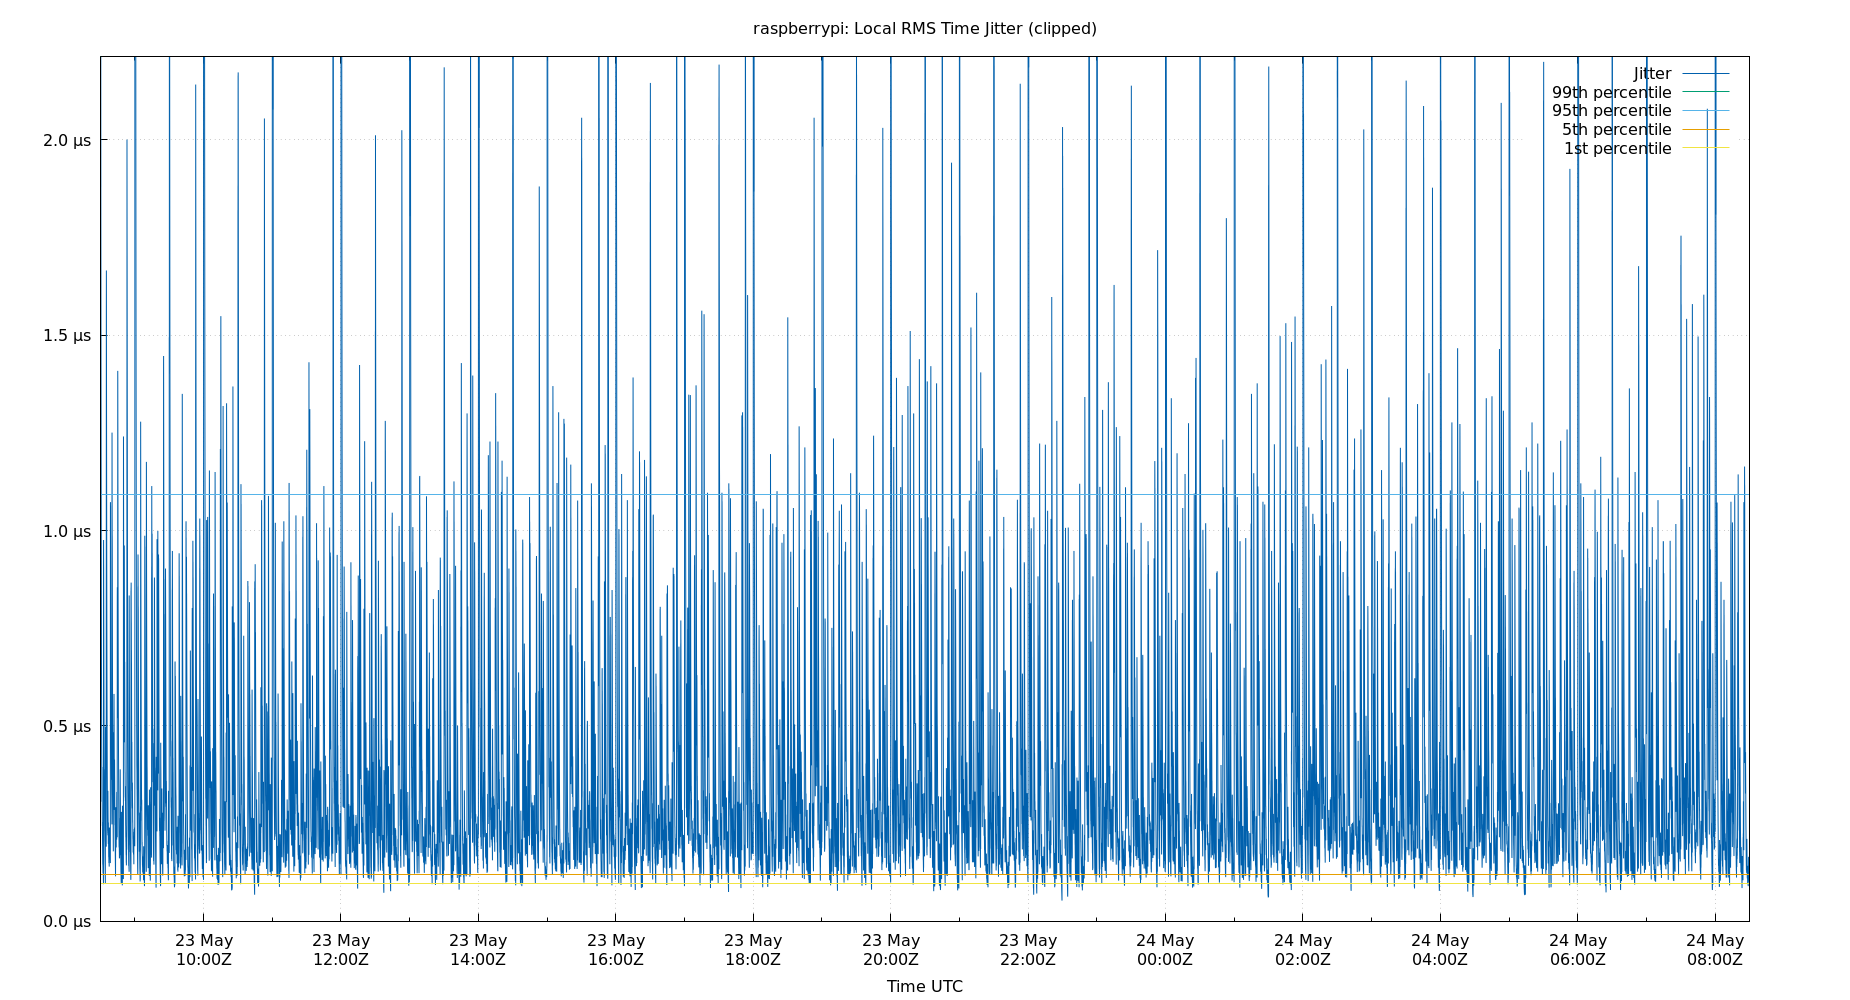 raspberrypi: Local RMS Time Jitter (clipped)
Jitter
99th percentile
95th percentile
5th percentile
1st percentile
2.0 µs
1.5 µs
1.0 µs
0.5 µs
0.0 µs
23 May 23 May 23 May 23 May 23 May 23 May 23 May 24 May 24 May 24 May 24 May 24 May
10:00Z 12:00Z 14:00Z 16:00Z 18:00Z 20:00Z 22:00Z 00:00Z 02:00Z 04:00Z 06:00Z 08:00Z
Time UTC